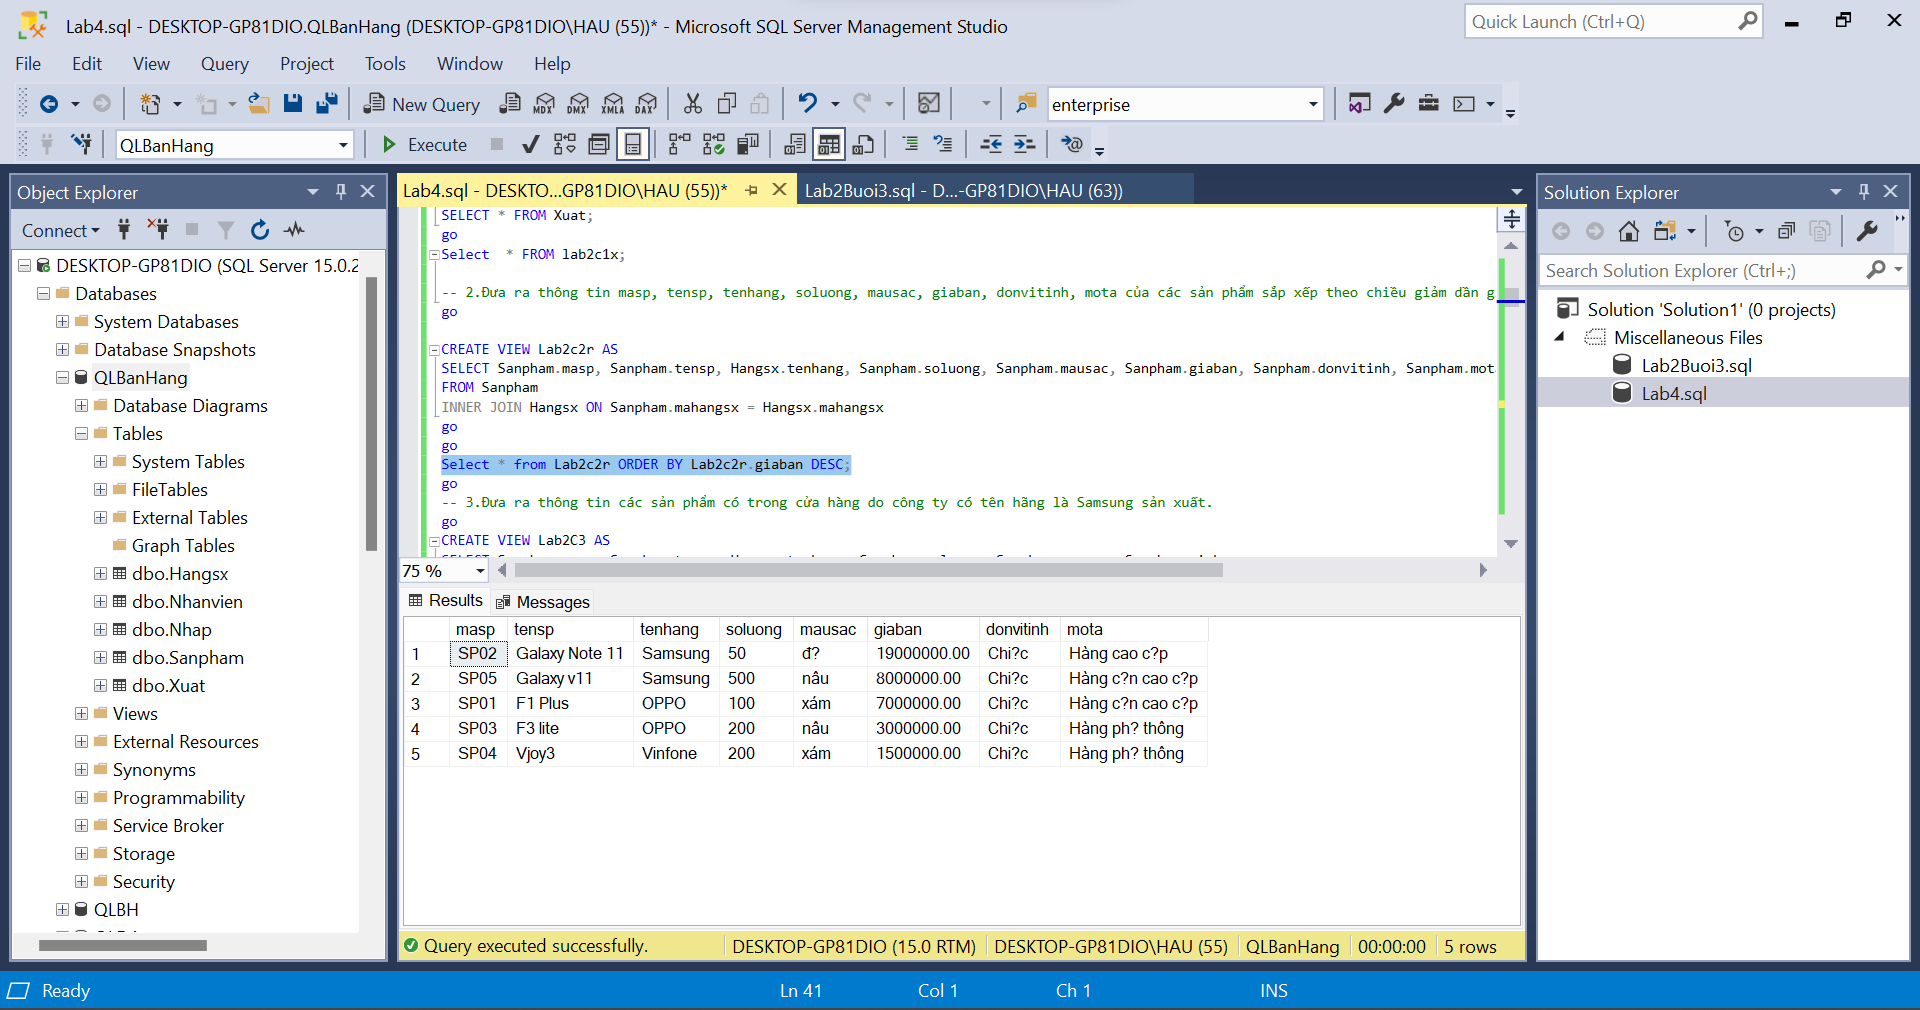 Lab4.sql - DESKTOP-GP81DIO.QLBanHang (DESKTOP-GP81DIO\HAU (55))* - Microsoft SQL Server Management Studio
Quick Launch (Ctrl+Q)
File Edit View Query Project Tools Window Help
New Query MDX DMX XMLA DAX enterprise
QLBanHang Execute
Object Explorer
Connect
DESKTOP-GP81DIO (SQL Server 15.0.2
Databases
System Databases
Database Snapshots
QLBanHang
Database Diagrams
Tables
System Tables
FileTables
External Tables
Graph Tables
dbo.Hangsx
dbo.Nhanvien
dbo.Nhap
dbo.Sanpham
dbo.Xuat
Views
External Resources
Synonyms
Programmability
Service Broker
Storage
Security
QLBH
Lab4.sql - DESKTO...GP81DIO\HAU (55))* Lab2Buoi3.sql - D...-GP81DIO\HAU (63))
SELECT * FROM Xuat;
go
Select * FROM lab2c1x;
-- 2.Đưa ra thông tin masp, tensp, tenhang, soluong, mausac, giaban, donvitinh, mota của các sản phẩm sắp xếp theo chiều giảm dần g
go
CREATE VIEW Lab2c2r AS
SELECT Sanpham.masp, Sanpham.tensp, Hangsx.tenhang, Sanpham.soluong, Sanpham.mausac, Sanpham.giaban, Sanpham.donvitinh, Sanpham.mota
FROM Sanpham
INNER JOIN Hangsx ON Sanpham.mahangsx = Hangsx.mahangsx
go
go
Select * from Lab2c2r ORDER BY Lab2c2r.giaban DESC;
go
-- 3.Đưa ra thông tin các sản phẩm có trong cửa hàng do công ty có tên hãng là Samsung sản xuất.
go
CREATE VIEW Lab2C3 AS
75 %
Results Messages
masp tensp tenhang soluong mausac giaban donvitinh mota
1 SP02 Galaxy Note 11 Samsung 50 đ? 19000000.00 Chi?c Hàng cao c?p
2 SP05 Galaxy v11 Samsung 500 nâu 8000000.00 Chi?c Hàng c?n cao c?p
3 SP01 F1 Plus OPPO 100 xám 7000000.00 Chi?c Hàng c?n cao c?p
4 SP03 F3 lite OPPO 200 nâu 3000000.00 Chi?c Hàng ph? thông
5 SP04 Vjoy3 Vinfone 200 xám 1500000.00 Chi?c Hàng ph? thông
Query executed successfully. DESKTOP-GP81DIO (15.0 RTM) DESKTOP-GP81DIO\HAU (55) QLBanHang 00:00:00 5 rows
Solution Explorer
Search Solution Explorer (Ctrl+;)
Solution 'Solution1' (0 projects)
Miscellaneous Files
Lab2Buoi3.sql
Lab4.sql
Ready Ln 41 Col 1 Ch 1 INS